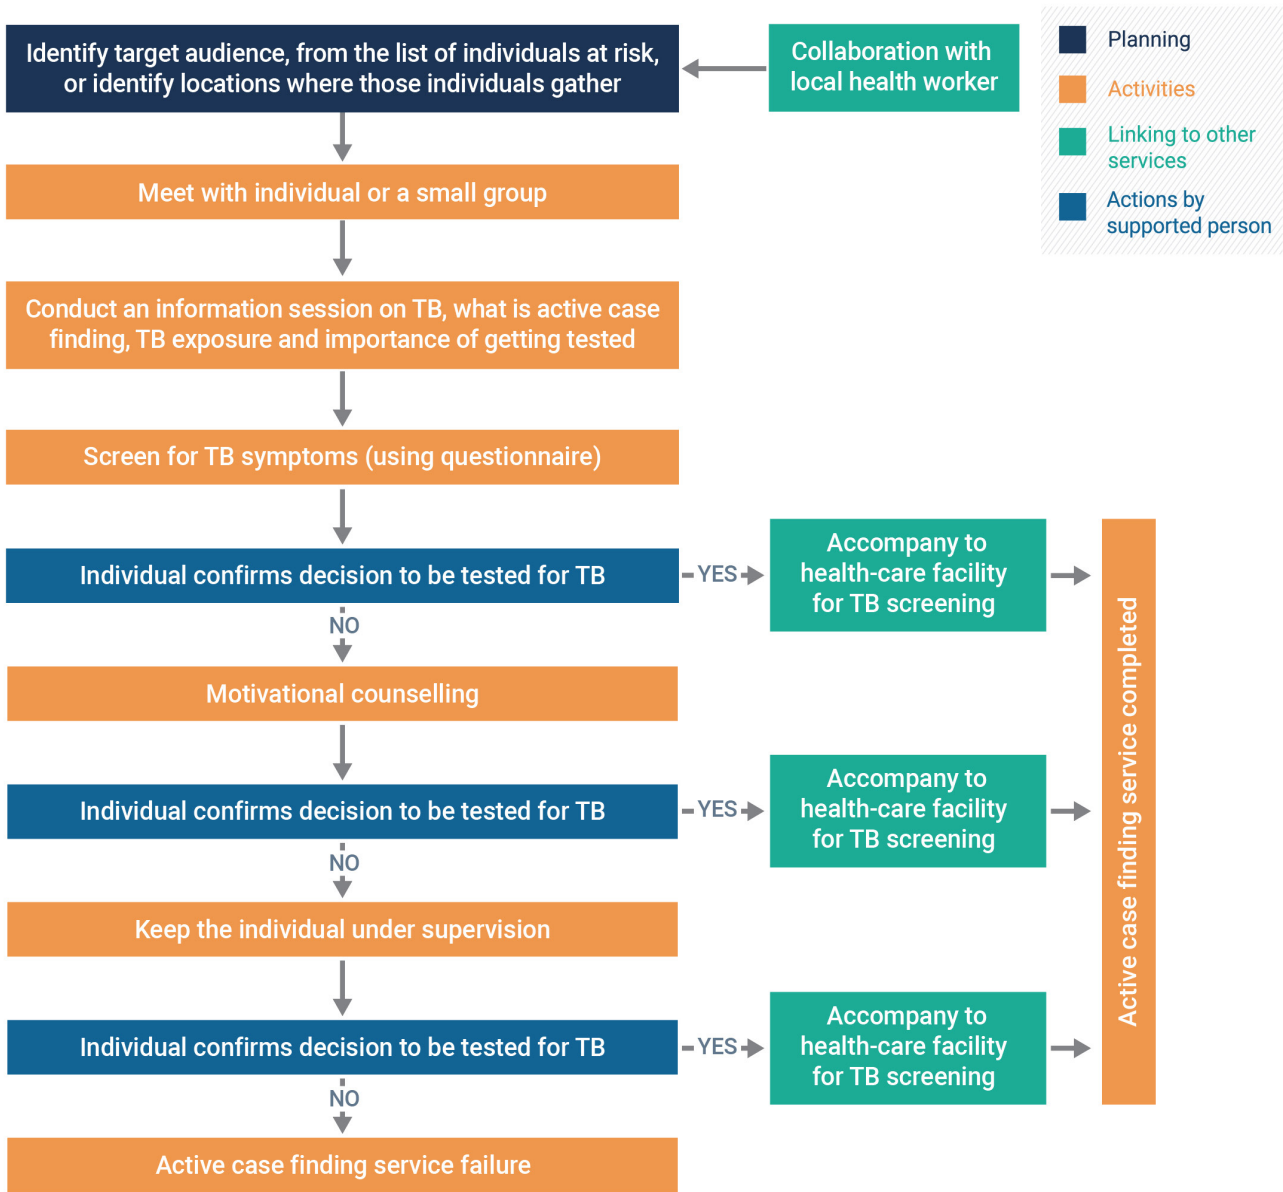 Identify target audience, from the list of individuals at risk,
or identify locations where those individuals gather
Collaboration with
local health worker
Planning
Activities
Linking to other
services
Actions by
supported person
Meet with individual or a small group
Conduct an information session on TB, what is active case
finding, TB exposure and importance of getting tested
Screen for TB symptoms (using questionnaire)
Individual confirms decision to be tested for TB
YES
Accompany to
health-care facility
for TB screening
NO
Motivational counselling
Individual confirms decision to be tested for TB
YES
Accompany to
health-care facility
for TB screening
NO
Keep the individual under supervision
Individual confirms decision to be tested for TB
YES
Accompany to
health-care facility
for TB screening
NO
Active case finding service failure
Active case finding service completed